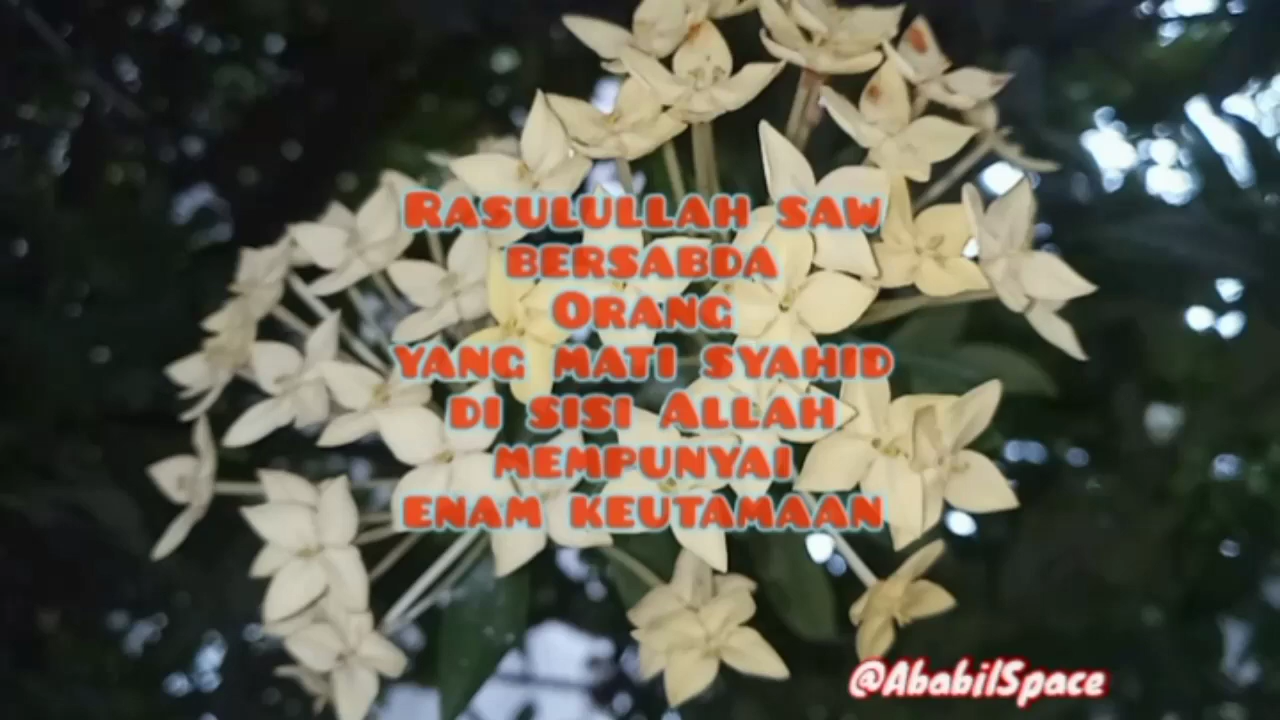 Rasulullah saw
bersabda
Orang
yang mati syahid
di sisi Allah
mempunyai
enam keutamaan
@AbabilSpace